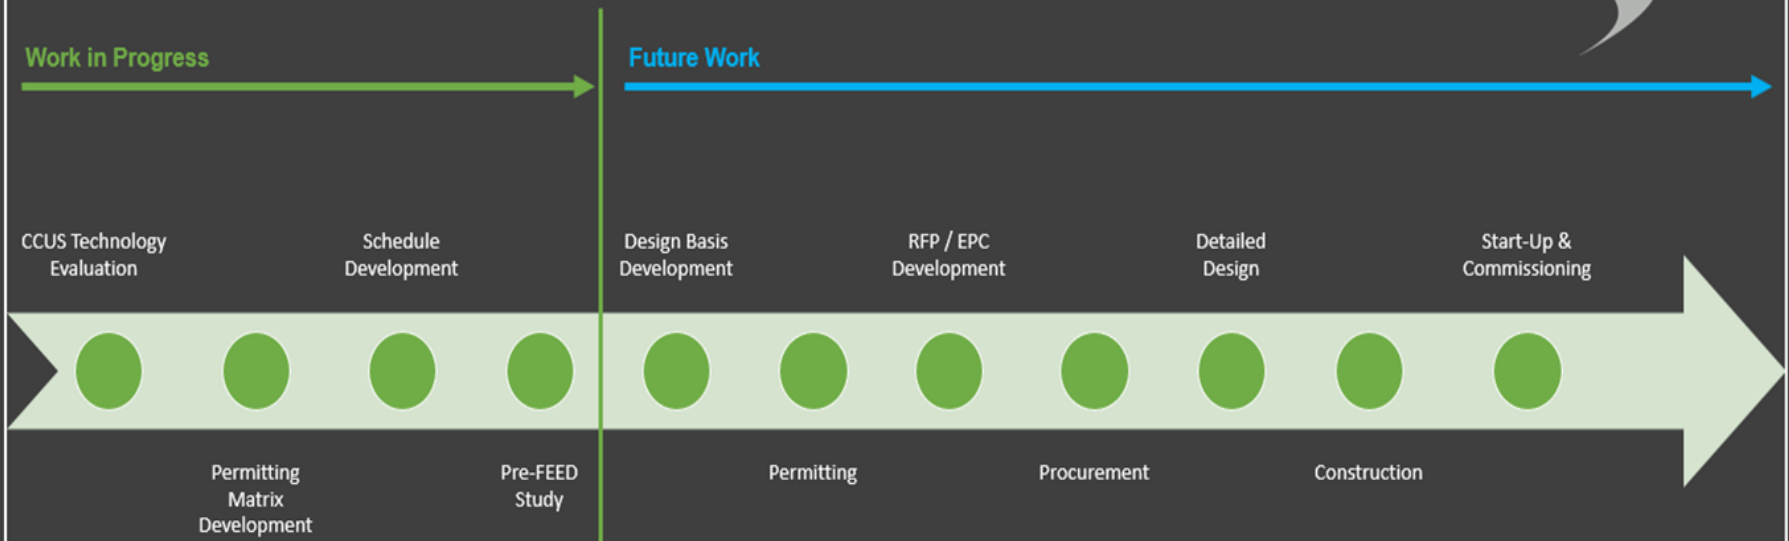 Work in Progress
Future Work
CCUS Technology
Evaluation
Schedule
Development
Design Basis
Development
RFP / EPC
Development
Detailed
Design
Start-Up &
Commissioning
Permitting
Matrix
Development
Pre-FEED
Study
Permitting
Procurement
Construction